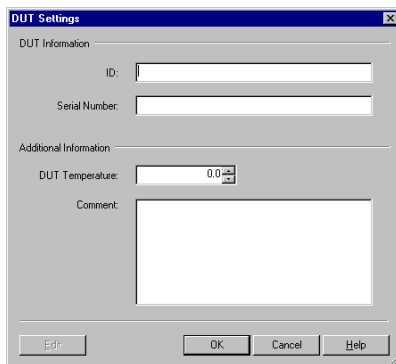 DUT Settings
DUT Information
ID:
Serial Number:
Additional Information
DUT Temperature:
0.0
Comment:
Edit
OK
Cancel
Help